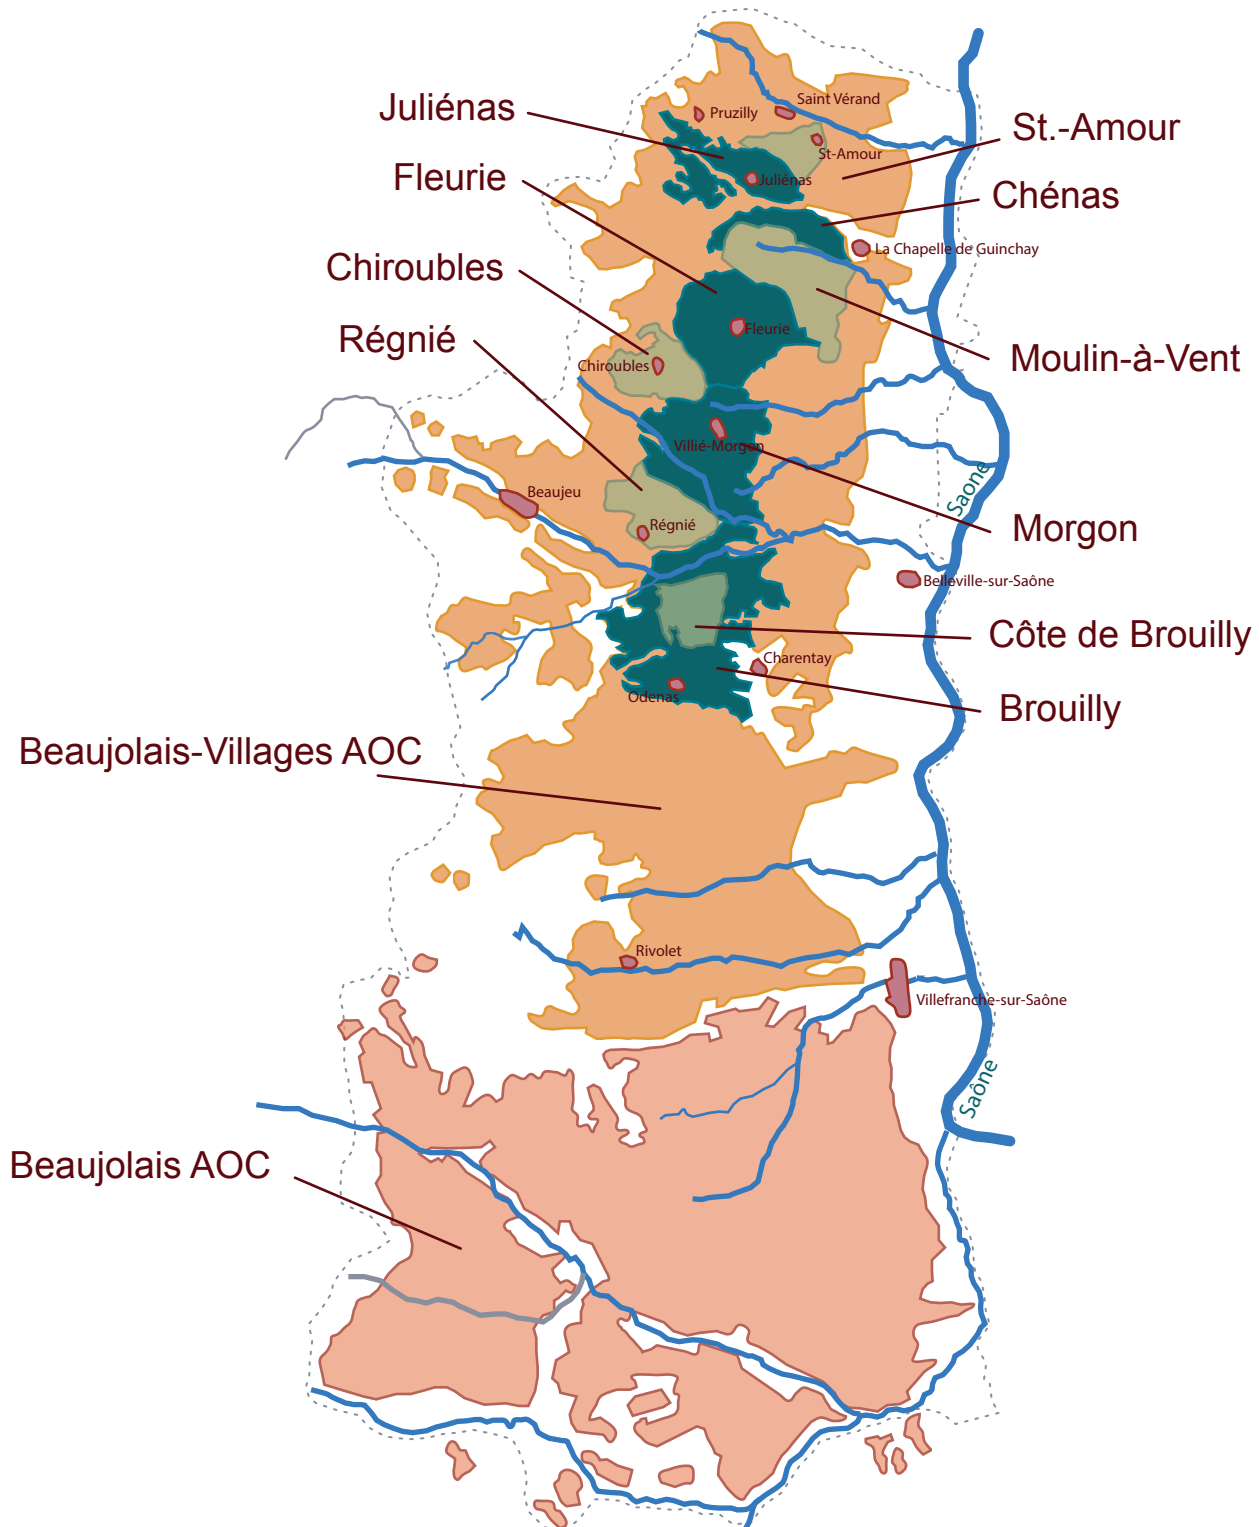 Saint Vérand
Pruzilly
Juliénas
St.-Amour
St-Amour
Fleurie
Juliénas
Chénas
La Chapelle de Guinchay
Chiroubles
Régnié
Fleurie
Moulin-à-Vent
Chiroubles
Villié-Morgon
Saône
Beaujeu
Régnié
Morgon
Belleville-sur-Saône
Côte de Brouilly
Charentay
Odenas
Brouilly
Beaujolais-Villages AOC
Rivolet
Villefranche-sur-Saône
Saône
Beaujolais AOC